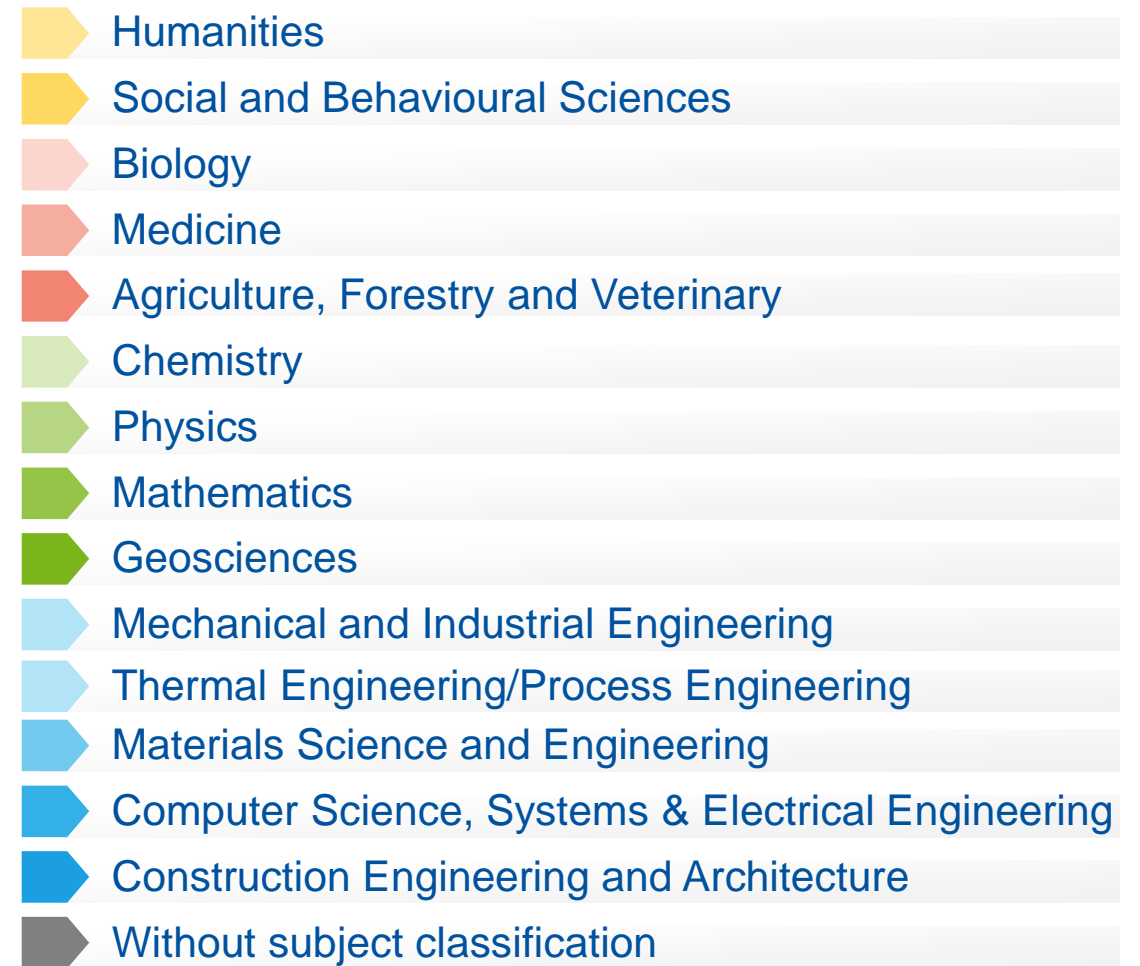 Humanities
Social and Behavioural Sciences
Biology
Medicine
Agriculture, Forestry and Veterinary
Chemistry
Physics
Mathematics
Geosciences
Mechanical and Industrial Engineering
Thermal Engineering/Process Engineering
Materials Science and Engineering
Computer Science, Systems & Electrical Engineering
Construction Engineering and Architecture
Without subject classification